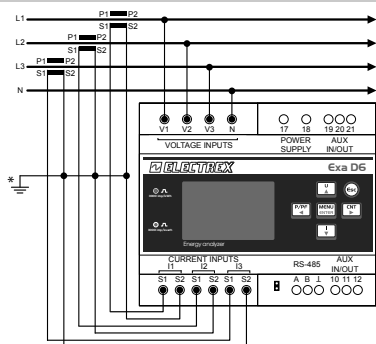 L1 P1 P2
S1 S2
L2 P1 P2
S1 S2
L3 P1 P2
S1 S2
N
*
V1 V2 V3 N 17 18 19 20 21
VOLTAGE INPUTS POWER SUPPLY AUX IN/OUT
ELECTREX Exa D6
U Esc
P/PF MENU ENTER CNT
I
Energy analyzer
CURRENT INPUTS RS-485 AUX IN/OUT
I1 I2 I3
S1 S2 S1 S2 S1 S2 A B ⊥ 10 11 12